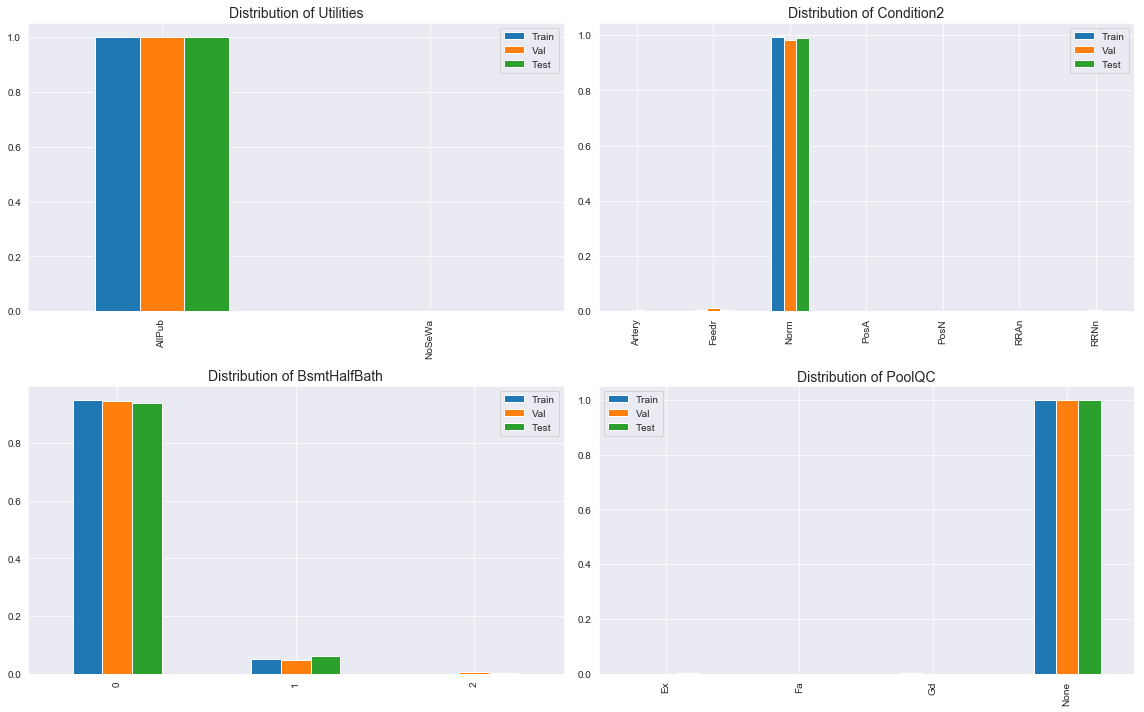 Distribution of Utilities
1.0
0.8
0.6
0.4
0.2
0.0
Train
Val
Test
AllPub
NoSeWa
Distribution of Condition2
1.0
0.8
0.6
0.4
0.2
0.0
Train
Val
Test
Artery
Feedr
Norm
PosA
PosN
RRAn
RRNn
Distribution of BsmtHalfBath
0.8
0.6
0.4
0.2
0.0
Train
Val
Test
0
1
2
Distribution of PoolQC
1.0
0.8
0.6
0.4
0.2
0.0
Train
Val
Test
Ex
Fa
Gd
None